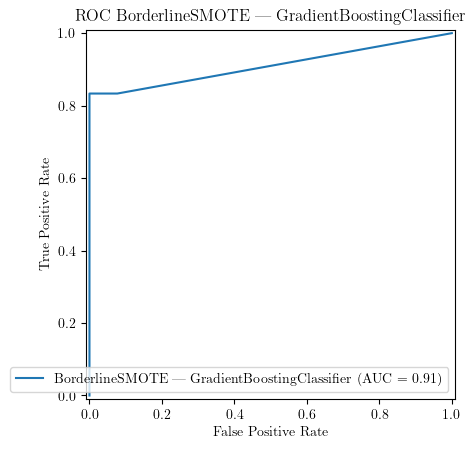 ROC BorderlineSMOTE — GradientBoostingClassifier
1.0
0.8
0.6
0.4
0.2
0.0
True Positive Rate
BorderlineSMOTE — GradientBoostingClassifier (AUC = 0.91)
0.0 0.2 0.4 0.6 0.8 1.0
False Positive Rate